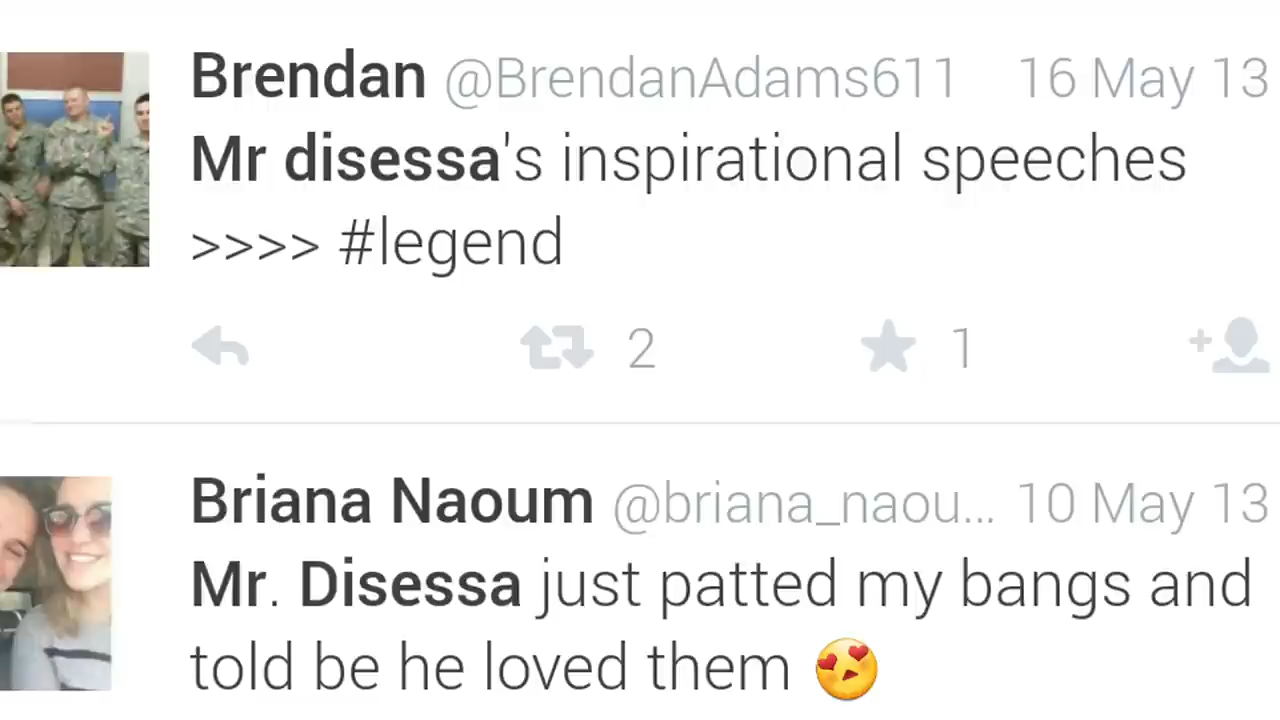 Brendan @BrendanAdams611 16 May 13
Mr disessa's inspirational speeches
>>>> #legend
2 1
Briana Naoum @briana_naou... 10 May 13
Mr. Disessa just patted my bangs and
told be he loved them 😍